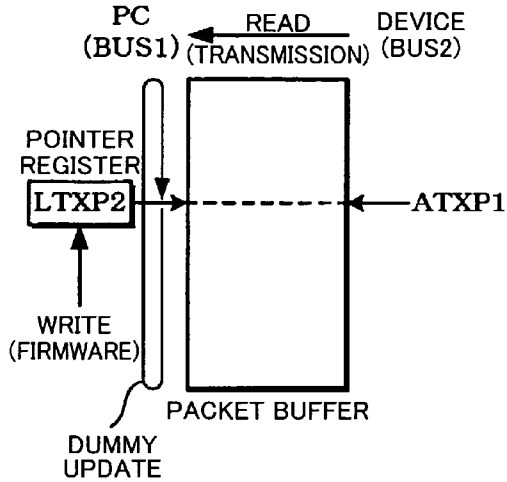 PC
(BUS1)
READ
(TRANSMISSION)
DEVICE
(BUS2)
POINTER
REGISTER
LTXP2
ATXP1
WRITE
(FIRMWARE)
PACKET BUFFER
DUMMY
UPDATE